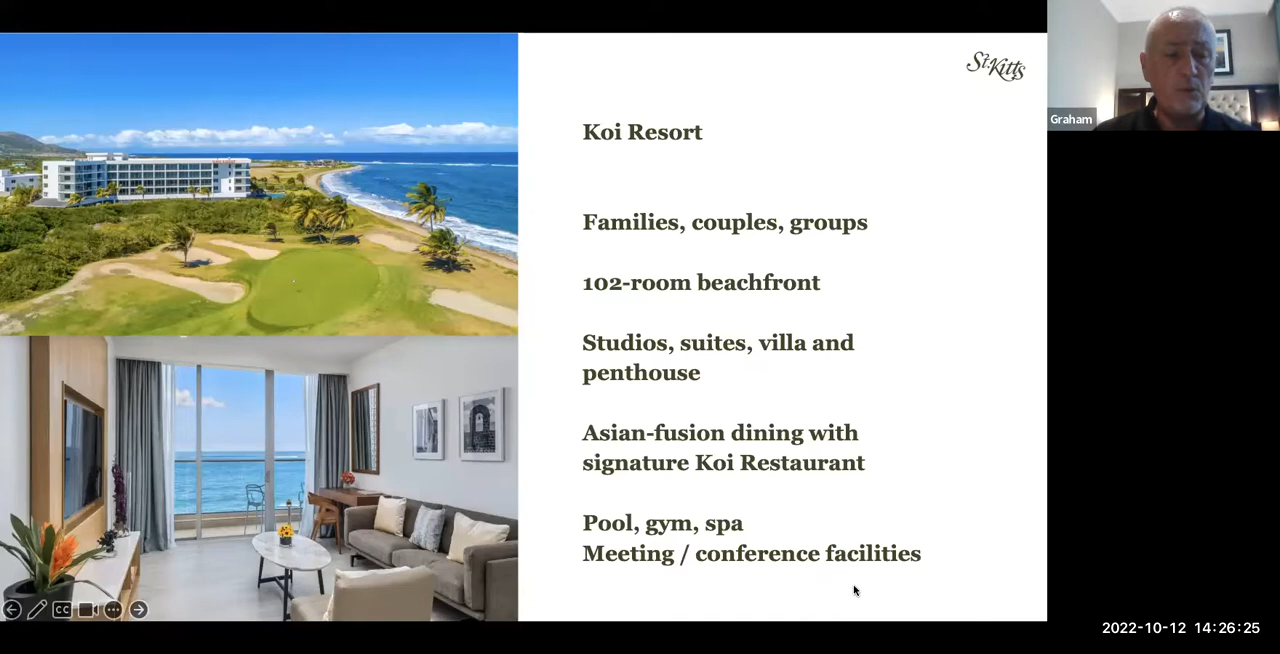 St. Kitts
Graham
Koi Resort
Families, couples, groups
102-room beachfront
Studios, suites, villa and
penthouse
Asian-fusion dining with
signature Koi Restaurant
Pool, gym, spa
Meeting / conference facilities
CC
2022-10-12 14:26:25